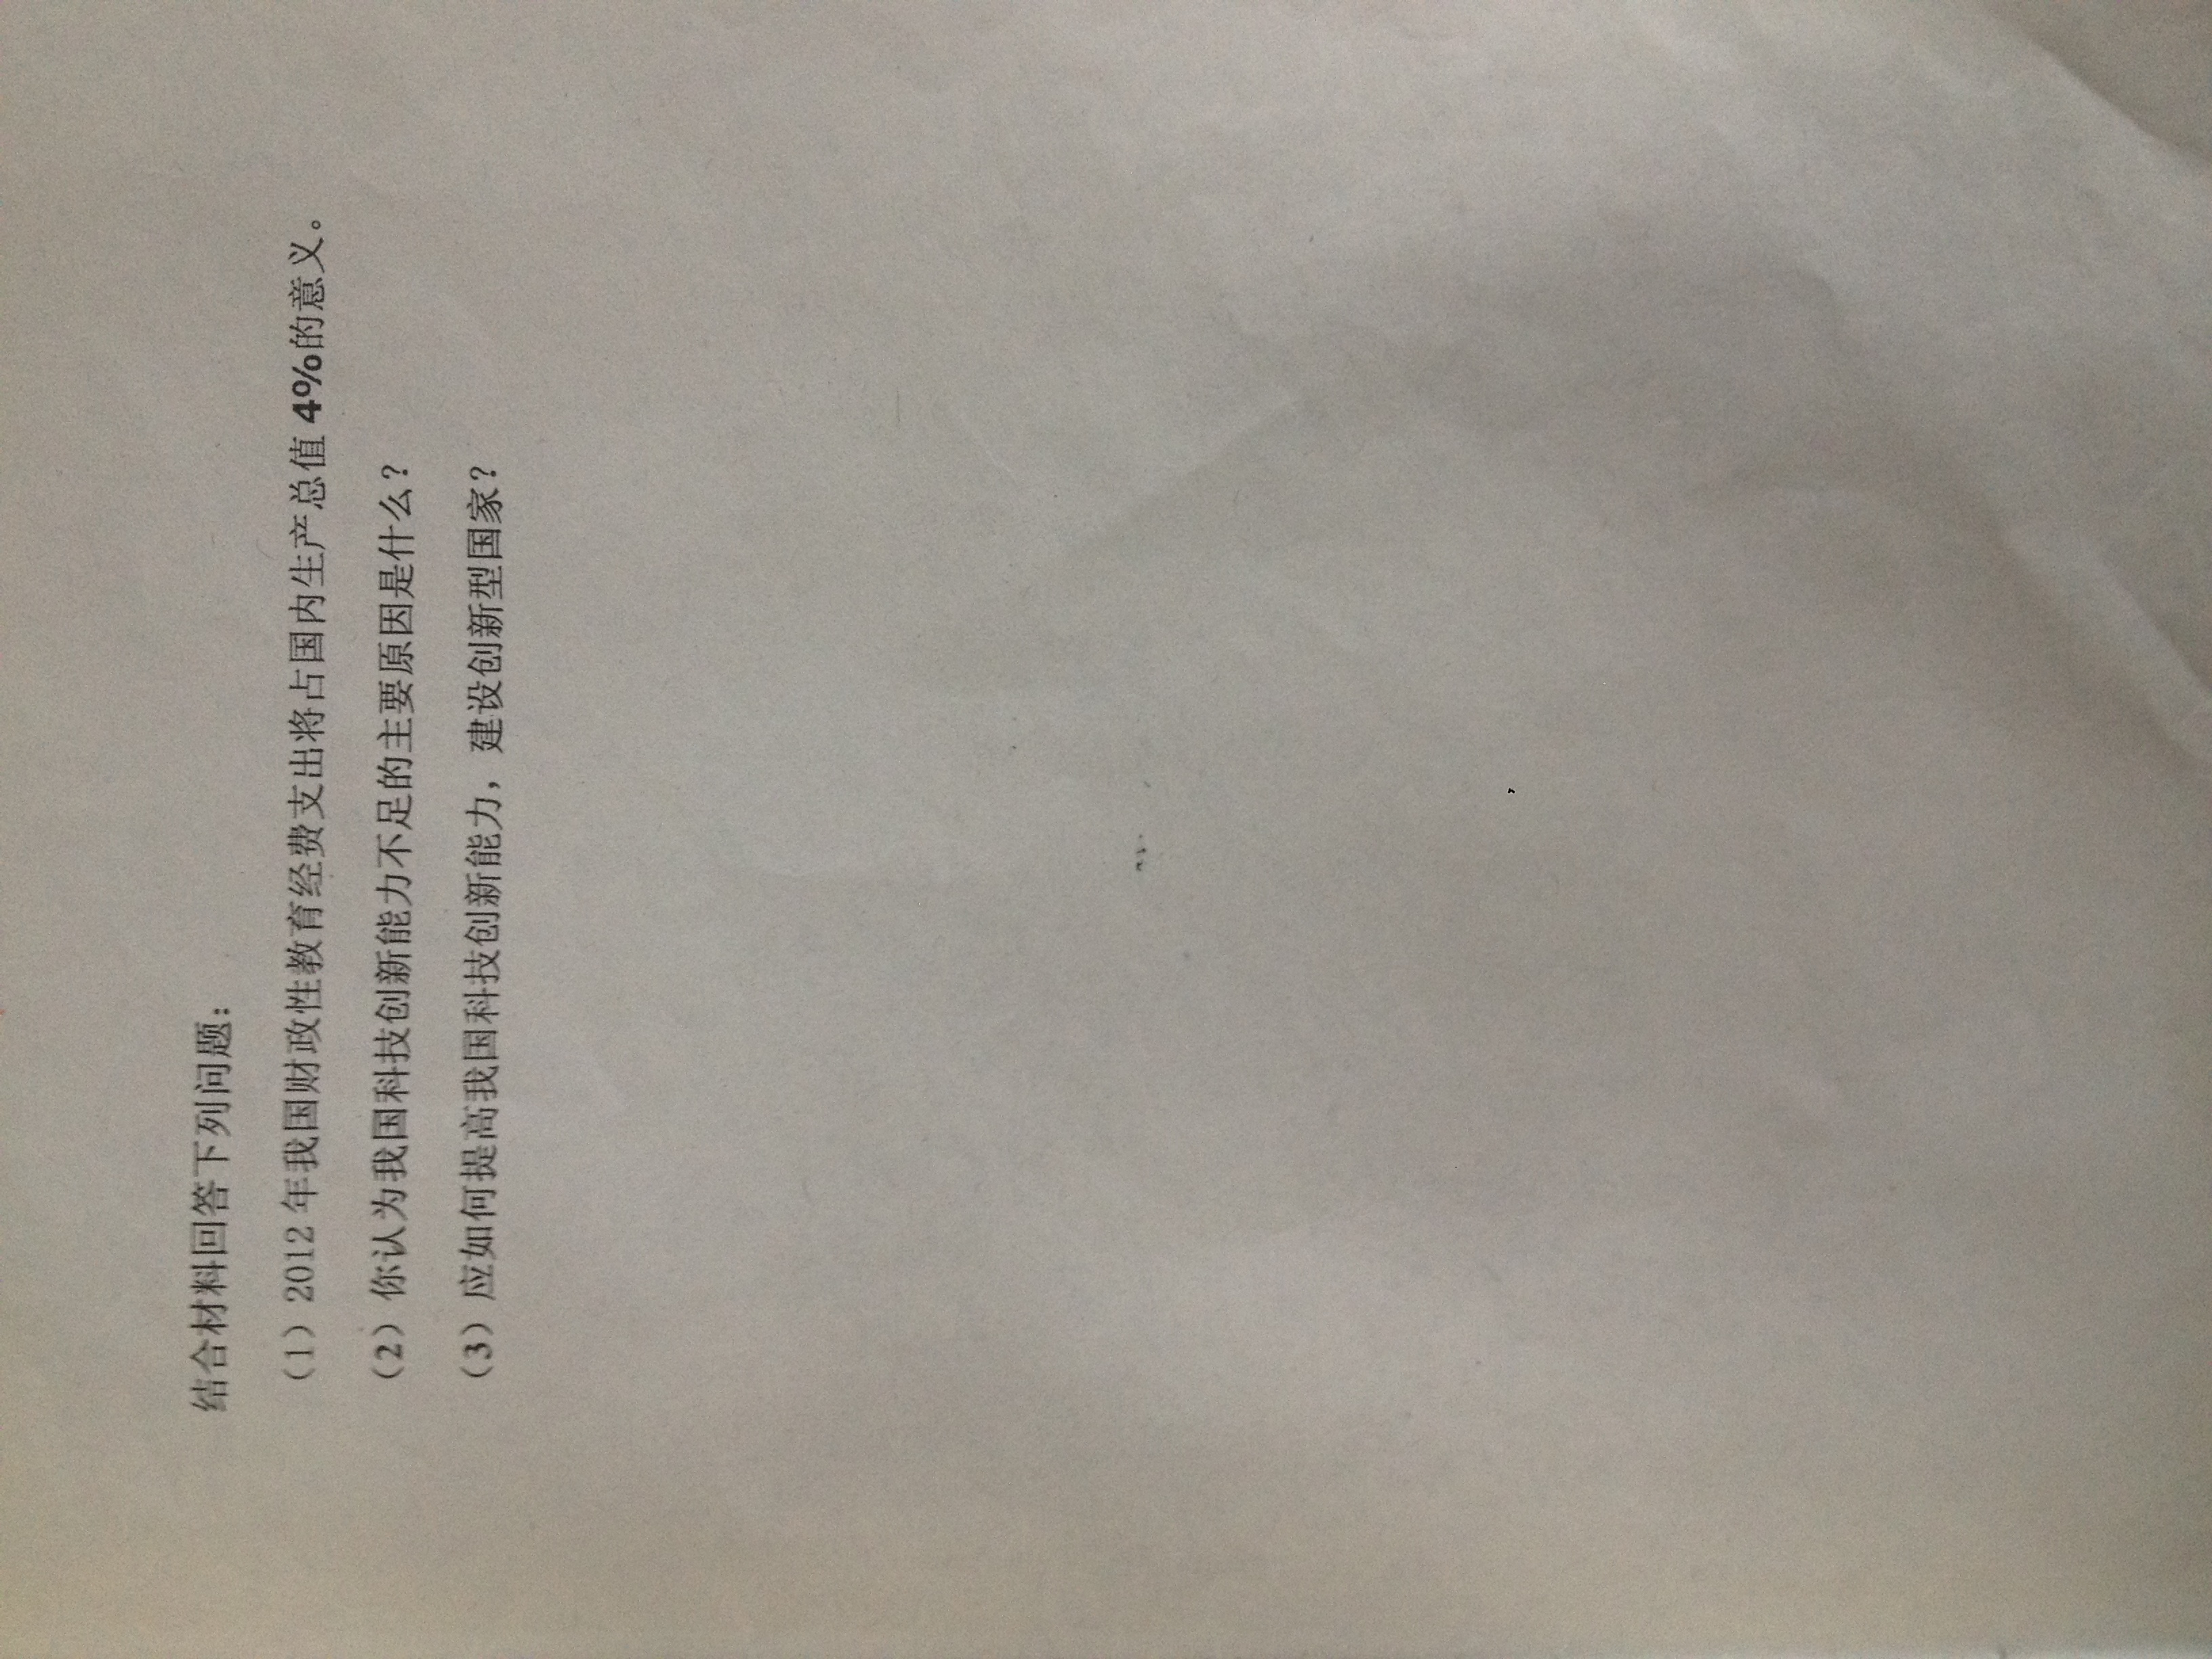 结合材料回答下列问题：
（1）2012 年我国财政性教育经费支出将占国内生产总值 4%的意义。
（2）你认为我国科技创新能力不足的主要原因是什么？
（3）应如何提高我国科技创新能力，建设创新型国家？